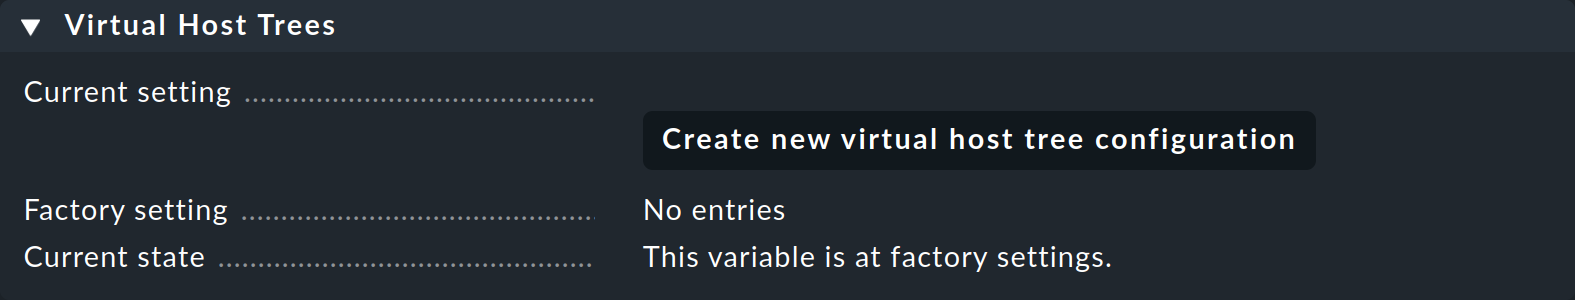 Virtual Host Trees
Current setting
Create new virtual host tree configuration
Factory setting No entries
Current state This variable is at factory settings.